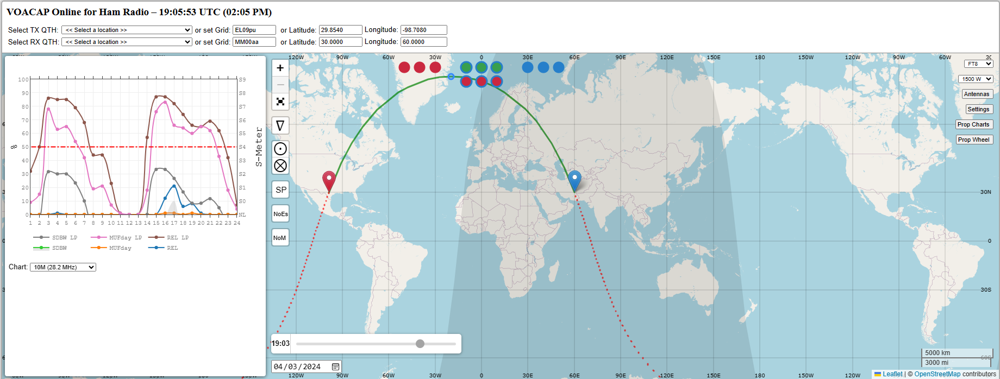 VOACAP Online for Ham Radio – 19:05:53 UTC (02:05 PM)
Select TX QTH: << Select a location >> or set Grid: EL09pu or Latitude: 29.8540 Longitude: -98.7080
Select RX QTH: << Select a location >> or set Grid: MM00aa or Latitude: 30.0000 Longitude: 60.0000
120W 90W 60W 30W 0 30E 60E 90E 120E 150E 180 150W 120W 90W 60W
+
−
SP
NoEs
NoM
FT8
1500 W
Antennas
Settings
Prop Charts
Prop Wheel
100 S9
90 S8
80 S7
70 S6
60 S5
50 S4
40 S3
30 S2
20 S1
10 S0
0 NL
%
S-Meter
1 2 3 4 5 6 7 8 9 10 11 12 13 14 15 16 17 18 19 20 21 22 23 24
SDBW LP MUFday LP REL LP
SDBW MUFday REL
Chart: 10M (28.2 MHz)
30N
0
30S
60S
19:03
04/03/2024
5000 km
3000 mi
120W 90W 60W 30W 0 30E 60E 90E 120E 150E 180 150W 120W 90W 60W
Leaflet | © OpenStreetMap contributors